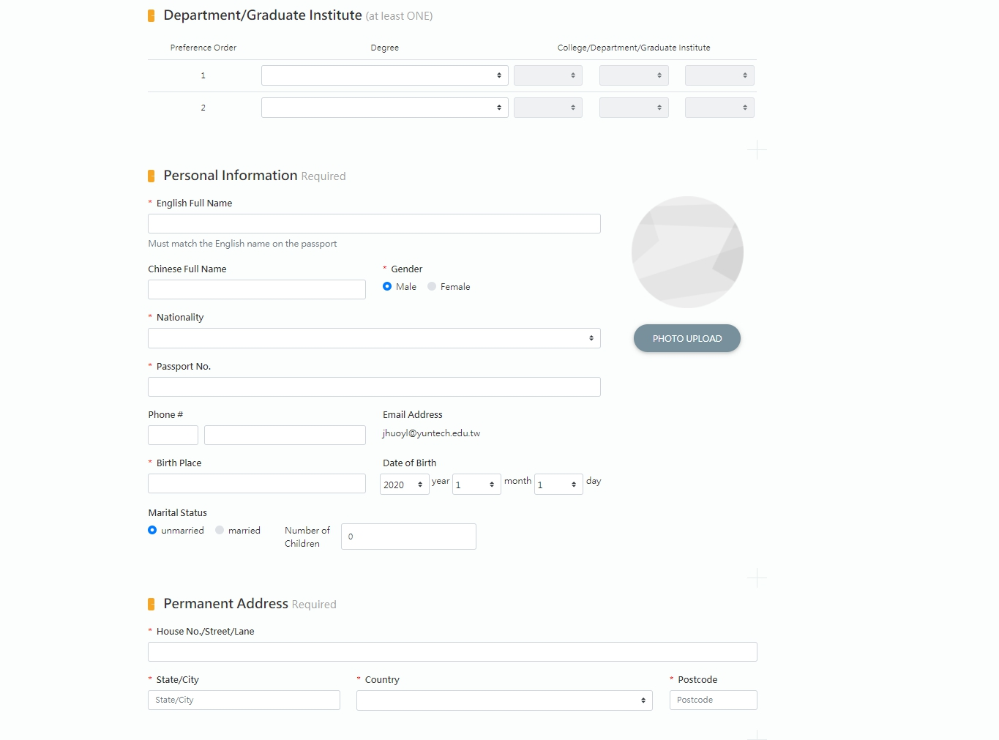 Department/Graduate Institute (at least ONE)
Preference Order Degree College/Department/Graduate Institute
1
2
Personal Information Required
* English Full Name
Must match the English name on the passport
Chinese Full Name * Gender
Male Female
* Nationality
PHOTO UPLOAD
* Passport No.
Phone # Email Address
jhuoyl@yuntech.edu.tw
* Birth Place Date of Birth
2020 year 1 month 1 day
Marital Status
unmarried married Number of Children 0
Permanent Address Required
* House No./Street/Lane
* State/City * Country * Postcode
State/City Postcode